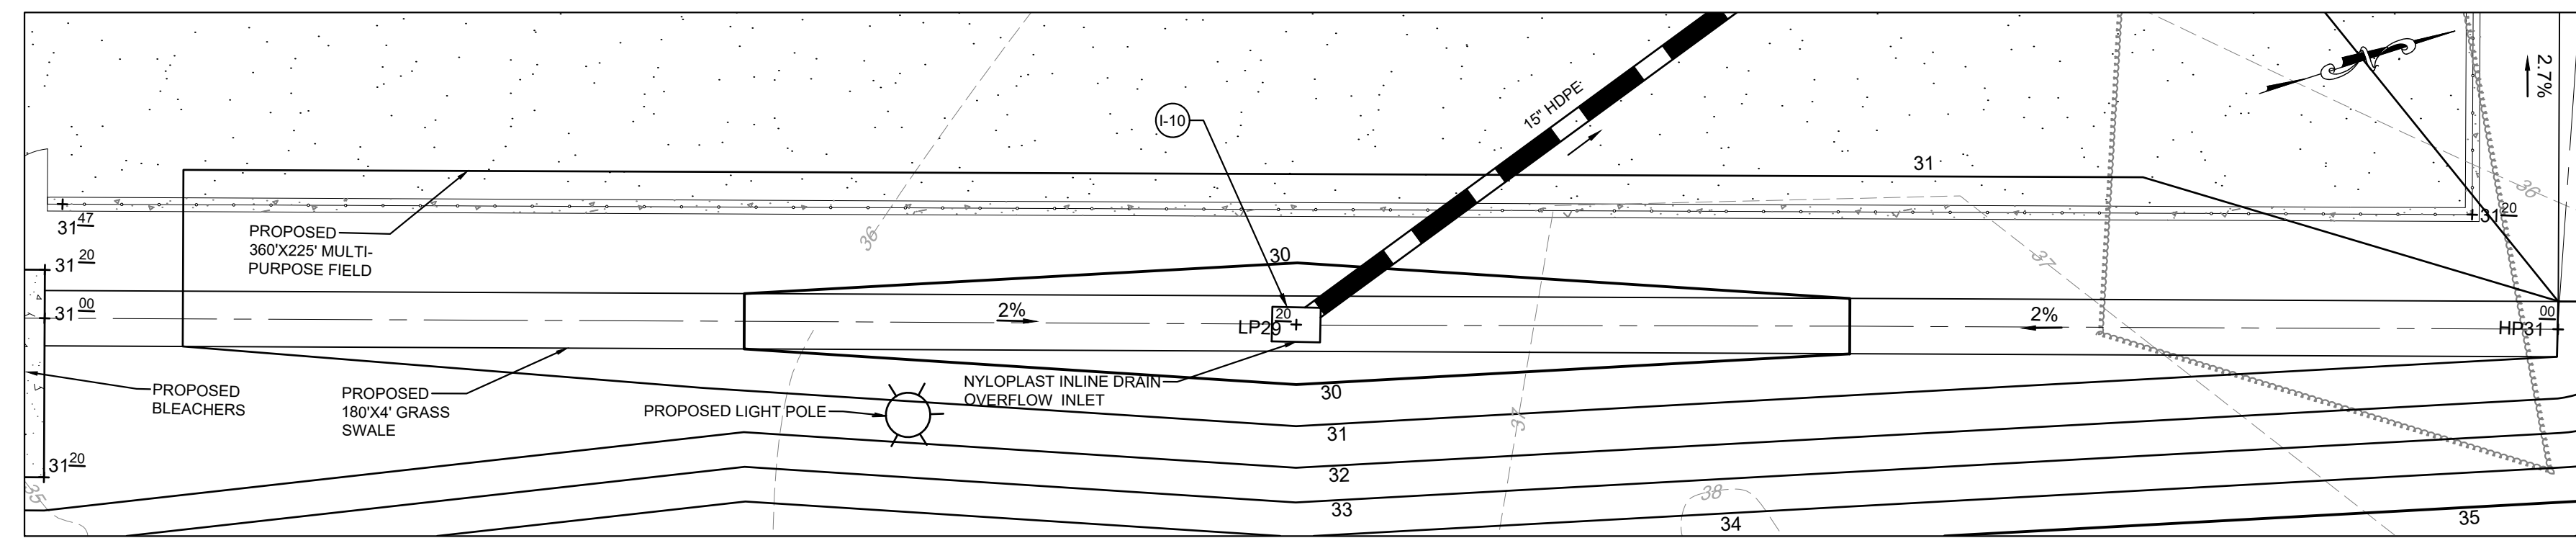 2.7%
15" HDPE
I-10
31
36
36
31 47
31 20
PROPOSED
360'X225' MULTI-
PURPOSE FIELD
31 20
30
37
31 00
2%
LP29 20
2%
HP31 00
PROPOSED
BLEACHERS
PROPOSED
180'X4' GRASS
SWALE
PROPOSED LIGHT POLE
NYLOPLAST INLINE DRAIN
OVERFLOW INLET
30
37
31
31 20
32
35
33
38
34
35